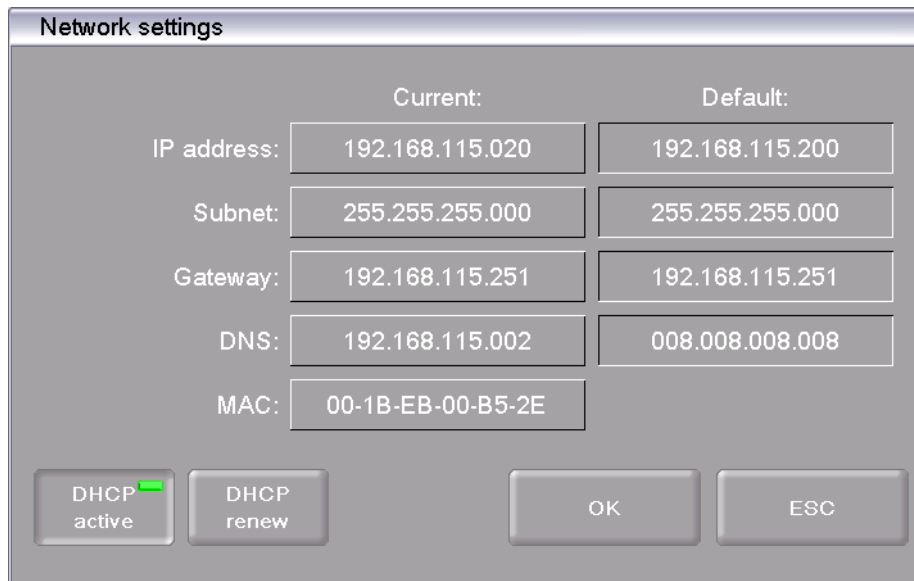 Network settings
Current: Default:
IP address: 192.168.115.020 192.168.115.200
Subnet: 255.255.255.000 255.255.255.000
Gateway: 192.168.115.251 192.168.115.251
DNS: 192.168.115.002 008.008.008.008
MAC: 00-1B-EB-00-B5-2E
DHCP active DHCP renew OK ESC